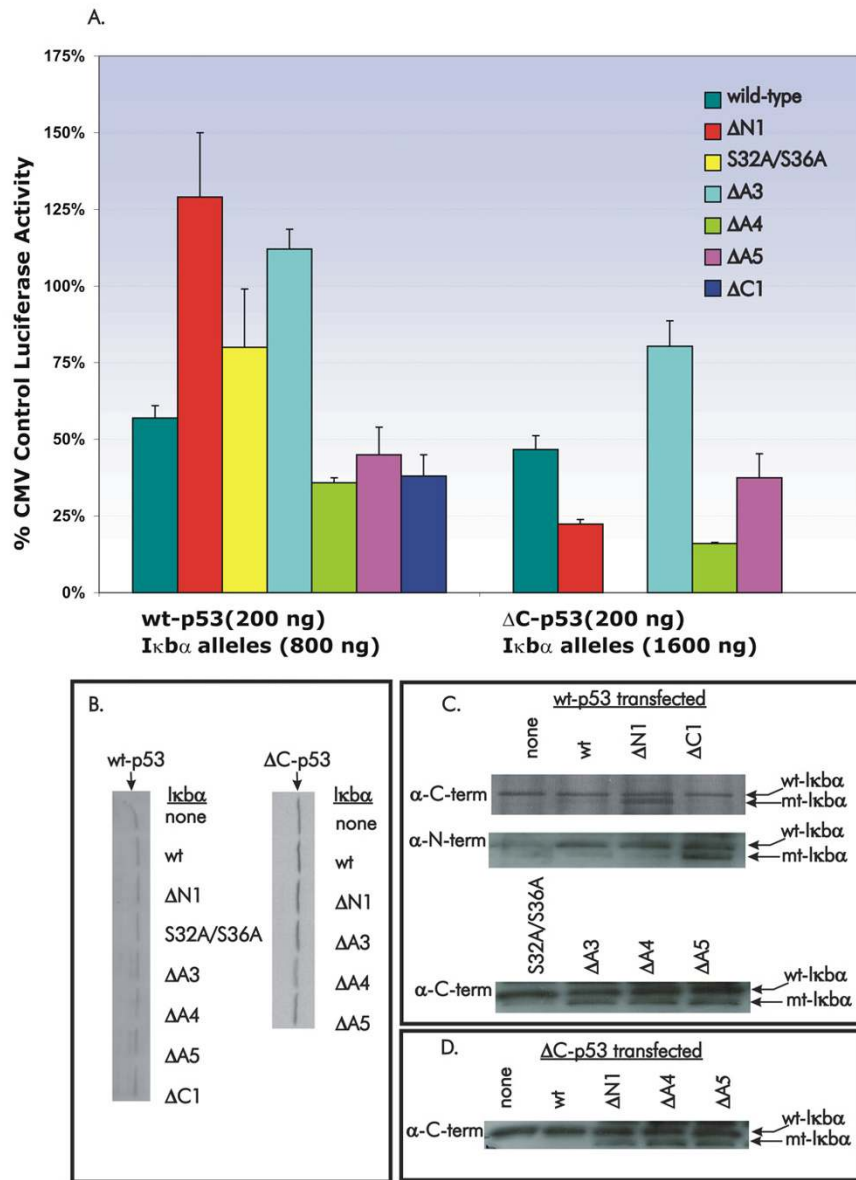 A.
175%
150%
125%
100%
75%
50%
25%
0%
% CMV Control Luciferase Activity
wild-type
ΔN1
S32A/S36A
ΔA3
ΔA4
ΔA5
ΔC1
wt-p53(200 ng)
Iκbα alleles (800 ng)
ΔC-p53(200 ng)
Iκbα alleles (1600 ng)
B.
wt-p53
Iκbα
none
wt
ΔN1
S32A/S36A
ΔA3
ΔA4
ΔA5
ΔC1
ΔC-p53
Iκbα
none
wt
ΔN1
ΔA3
ΔA4
ΔA5
C.
wt-p53 transfected
none
wt
ΔN1
ΔC1
α-C-term
wt-Iκbα
mt-Iκbα
α-N-term
wt-Iκbα
mt-Iκbα
S32A/S36A
ΔA3
ΔA4
ΔA5
α-C-term
wt-Iκbα
mt-Iκbα
D.
ΔC-p53 transfected
none
wt
ΔN1
ΔA4
ΔA5
α-C-term
wt-Iκbα
mt-Iκbα